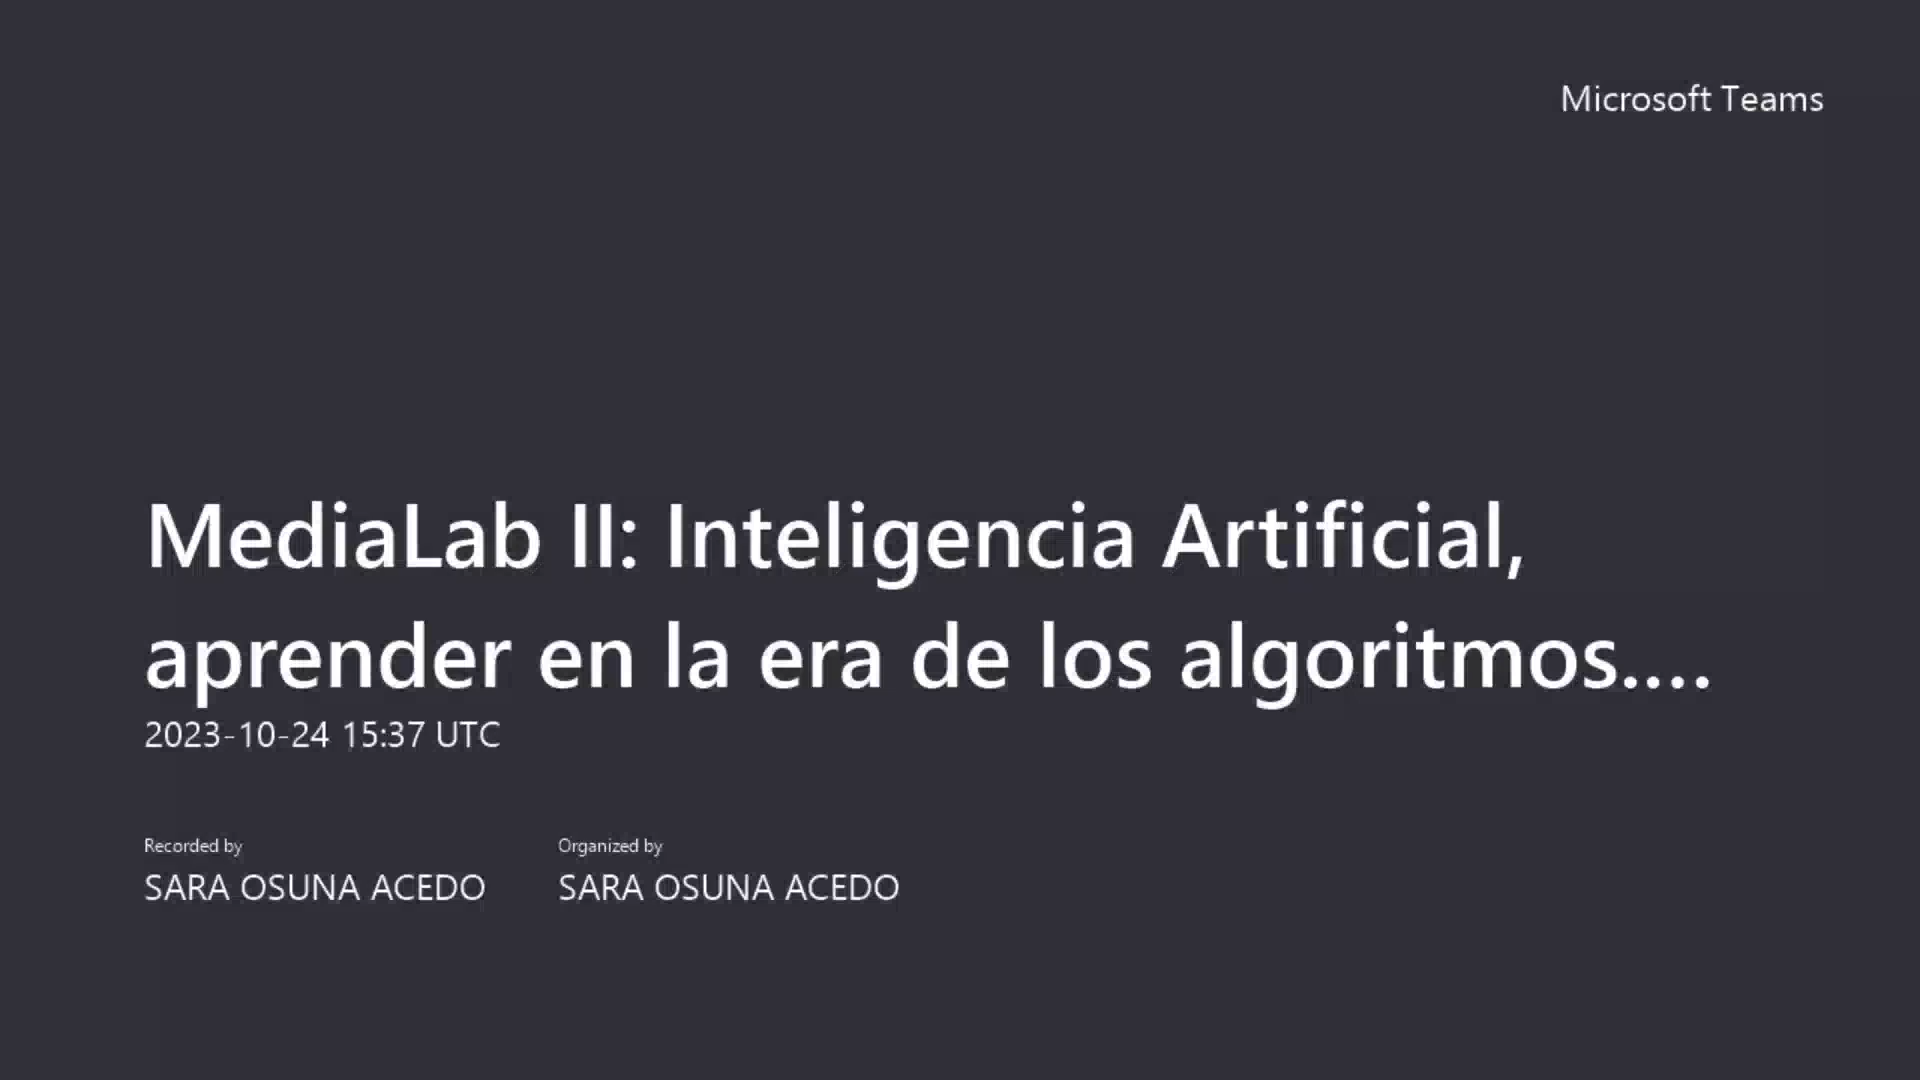 Microsoft Teams
MediaLab II: Inteligencia Artificial,
aprender en la era de los algoritmos....
2023-10-24 15:37 UTC
Recorded by
SARA OSUNA ACEDO
Organized by
SARA OSUNA ACEDO